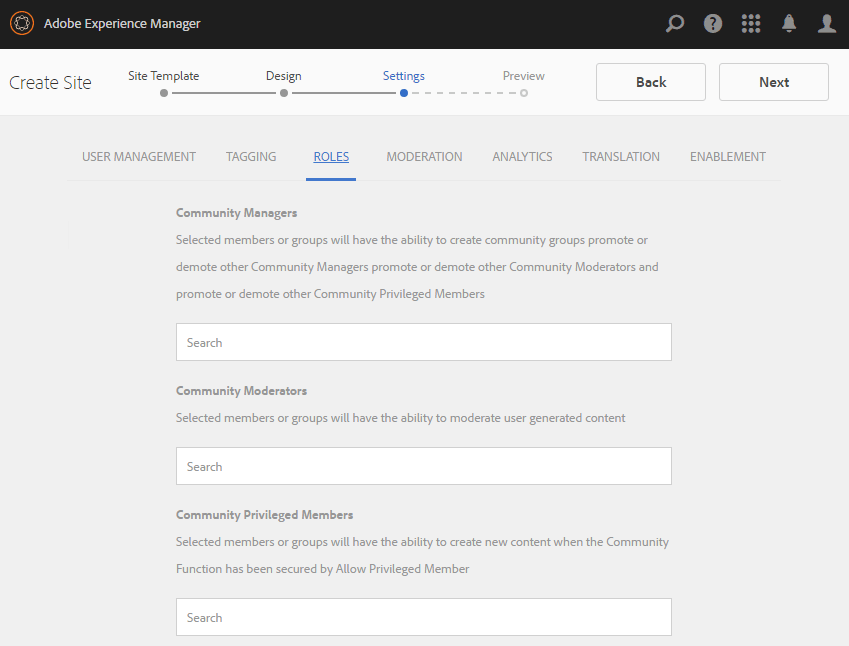 Adobe Experience Manager
Create Site
Site Template
Design
Settings
Preview
Back
Next
USER MANAGEMENT
TAGGING
ROLES
MODERATION
ANALYTICS
TRANSLATION
ENABLEMENT
Community Managers
Selected members or groups will have the ability to create community groups promote or
demote other Community Managers promote or demote other Community Moderators and
promote or demote other Community Privileged Members
Search
Community Moderators
Selected members or groups will have the ability to moderate user generated content
Search
Community Privileged Members
Selected members or groups will have the ability to create new content when the Community
Function has been secured by Allow Privileged Member
Search